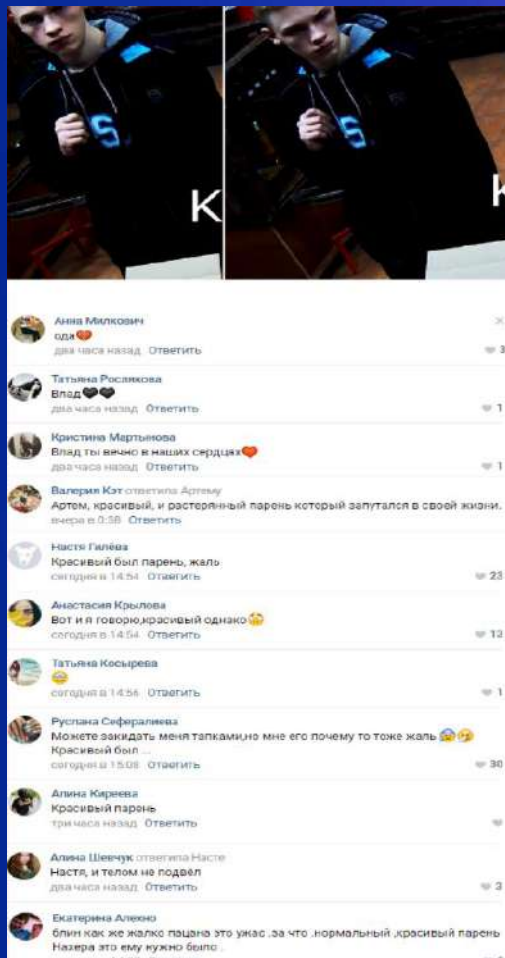 S
K
S
K
Анна Милкович
ода❤
два часа назад Ответить
3
Татьяна Рослякова
Влад🖤🖤
два часа назад Ответить
1
Кристина Мартынова
Влад ты вечно в наших сердцах❤
два часа назад Ответить
1
Валерия Кэт ответила Артему
Артем, красивый, и растерянный парень который запутался в своей жизни.
вчера в 0:38 Ответить
Настя Галёва
Красивый был парень, жаль
сегодня в 14:54 Ответить
23
Анастасия Крылова
Вот и я говорю,красивый однако
сегодня в 14:54 Ответить
13
Татьяна Косырева
сегодня в 14:56 Ответить
1
Руслана Сефералиева
Можете закидать меня тапками,но мне его почему то тоже жаль
Красивый был ...
сегодня в 15:08 Ответить
30
Алина Киреева
Красивый парень
три часа назад Ответить
Алина Шевчук ответила Насте
Настя, и телом не подвёл
два часа назад Ответить
3
Екатерина Алехно
блин как же жалко пацана это ужас .за что .нормальный ,красивый парень
Нахера это ему нужно было .